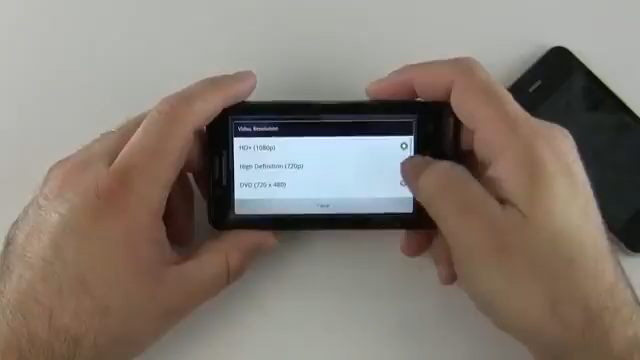 Video Resolution
HD+ (1080p)
High Definition (720p)
DVD (720 x 480)